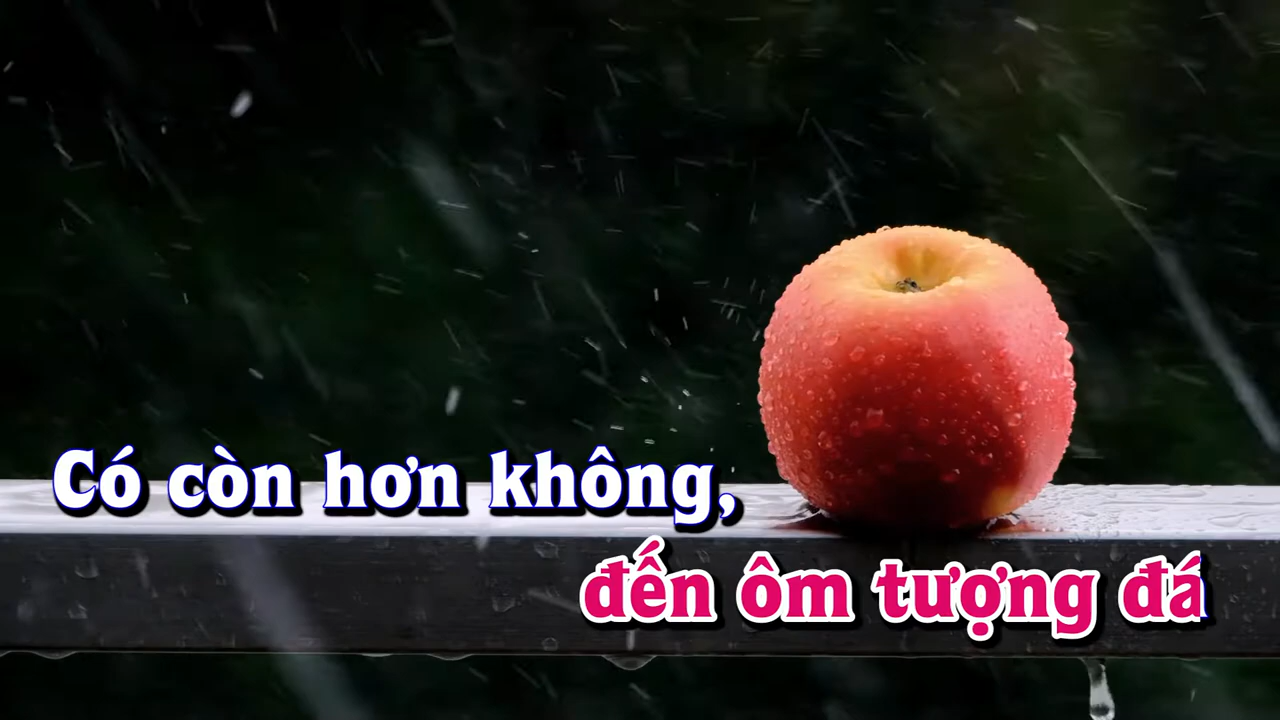 Có còn hơn không,
đến ôm tượng đá